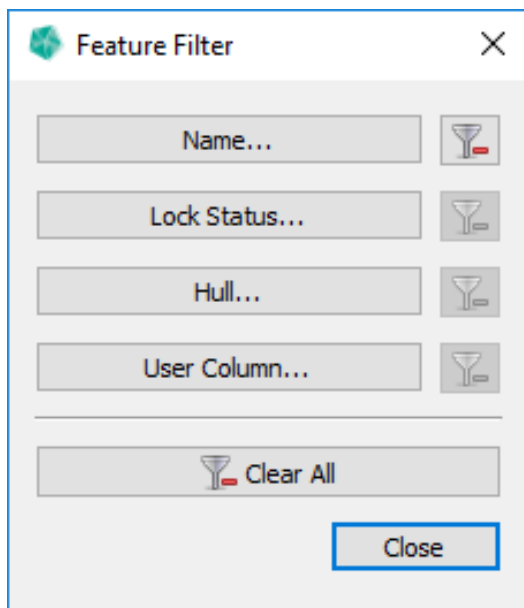 Feature Filter
Name...
Lock Status...
Hull...
User Column...
Clear All
Close